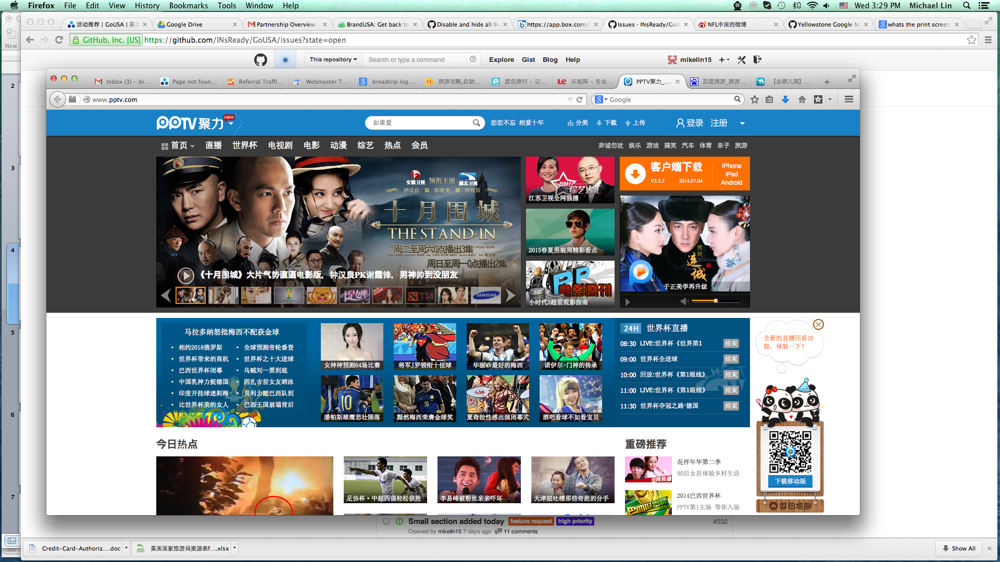 Firefox File Edit View History Bookmarks Tools Window Help
Wed 3:29 PM Michael Lin
活动推荐 | GoUSA | 美
Google Drive
Partnership Overview
BrandUSA: Get back to
Disable and hide all M
https://app.box.com/
Issues · INsReady/GoU
NFL中国的微博
Yellowstone Google M
whats the print screen
New
GitHub, Inc. [US] https://github.com/INsReady/GoUSA/issues?state=open
This repository Search or type a command Explore Gist Blog Help mikelin15
Inbox (3) – br...
Page not foun...
Referral Traffi...
Webmaster T...
breadtrip log...
旅游攻略,自助...
面包旅行 - 记...
乐视网 - 专业...
PPTV聚力_...
百度旅游_旅游...
【去哪儿网】...
www.pptv.com
Google
PPTV聚力 NEW
如果爱
恋恋不忘 相爱十年
分类 下载 上传
登录 注册
首页 直播 世界杯 电视剧 电影 动漫 综艺 热点 会员
非诚勿扰 娱乐 游戏 搞笑 汽车 体育 亲子 旅游
安徽卫视 领衔主演 湖北卫视
钟汉良 张晓龙 刘筱筱
十月围城
THE STAND-IN
周二至周六0点播出3集
周日至周一0点播出2集
《十月围城》大片气势直逼电影版，钟汉良PK谢霆锋，男神帅到没朋友
TI4
SAMSUNG
江苏卫视全网独播
2015春夏男装周精彩看点
PP
电影周刊
小时代3超前观影指南
客户端下载
V3.5.3 2014.07.04
iPhone
iPad
Android
宫锁
连城
于正美学再升级
马拉多纳怒批梅西不配获金球
相约2018俄罗斯
全球预测帝轮番登
世界杯带来的商机
世界杯之十大进球
巴西世界杯闭幕
乌贼刘一黑到底
中国乳神力挺德国
因扎吉前女友晒泳
印度开挂球迷剃梅
贝利力挺巴西队到
比世界杯美的女人
巴西王国崩塌背后
女神神预测64场比赛
将军J罗领衔十佳球
华丽MV最好的梅西
诺伊尔-门神的传承
潘帕斯雄鹰悲壮陨落
黯然梅西荣膺金球奖
夏奇拉性感出演闭幕式
酒吧看球不如看宝贝
24H 世界杯直播
08:30 LIVE:世界杯《世界第1 结束
09:00 世界杯全进球 结束
10:00 回放:世界杯《第1眼线》 结束
11:00 LIVE:世界杯《第1眼线》 结束
11:30 世界杯夺冠之路·德国 结束
全新的直播回看功
能，体验一下?
下载移动版
返回顶部
今日热点
足协杯·中超四强轻松获胜
李易峰被粉丝亲亲吓坏
天津妞吐槽那些奇葩的分手
重磅推荐
全网独播
花样年华第二季
90后女星体验乡村生活
2014巴西世界杯
PPTV第1主场 等你入场
2
3
4
5
6
7
Small section added today feature request high priority #332
Opened by mikelin15 7 days ago 11 comments
Credit-Card-Authoriz....doc
美国国家旅游局资源表f....xlsx
Show All